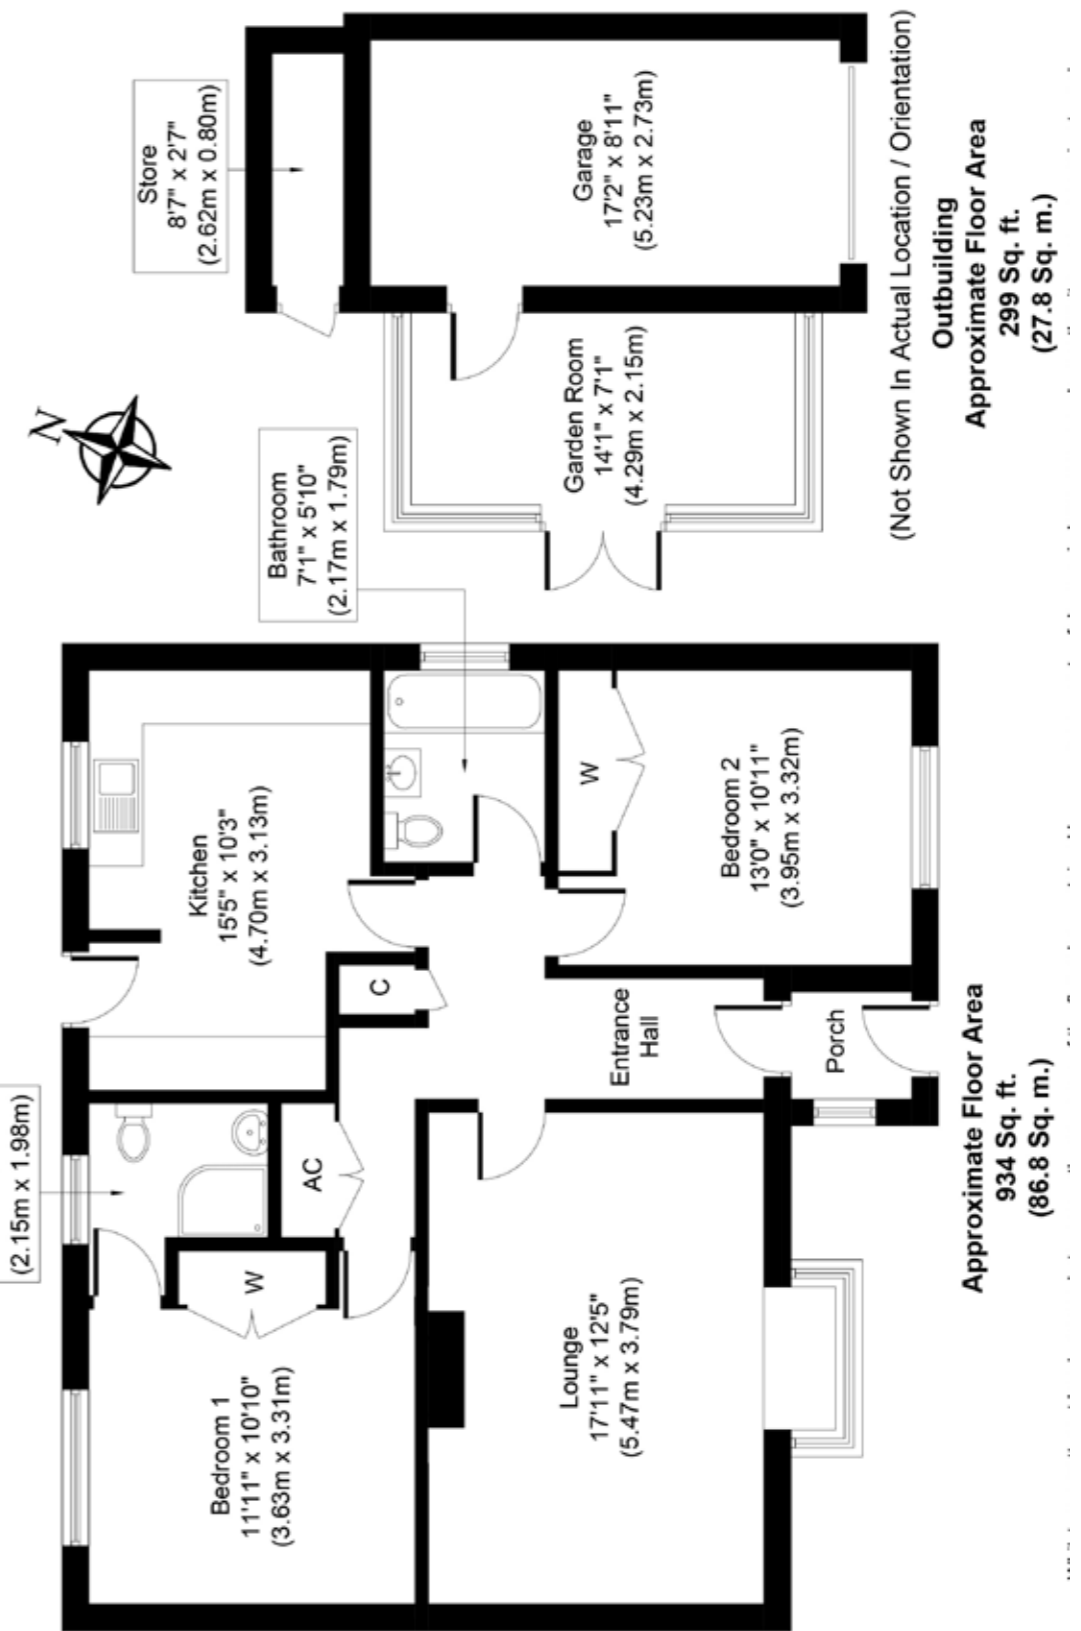 (2.15m x 1.98m)
Kitchen
15'5" x 10'3"
(4.70m x 3.13m)
Bathroom
7'1" x 5'10"
(2.17m x 1.79m)
N
Store
8'7" x 2'7"
(2.62m x 0.80m)
Bedroom 1
11'11" x 10'10"
(3.63m x 3.31m)
W
AC
C
W
Lounge
17'11" x 12'5"
(5.47m x 3.79m)
Entrance
Hall
Porch
Bedroom 2
13'0" x 10'11"
(3.95m x 3.32m)
Garden Room
14'1" x 7'1"
(4.29m x 2.15m)
Garage
17'2" x 8'11"
(5.23m x 2.73m)
(Not Shown In Actual Location / Orientation)
Approximate Floor Area
934 Sq. ft.
(86.8 Sq. m.)
Outbuilding
Approximate Floor Area
299 Sq. ft.
(27.8 Sq. m.)